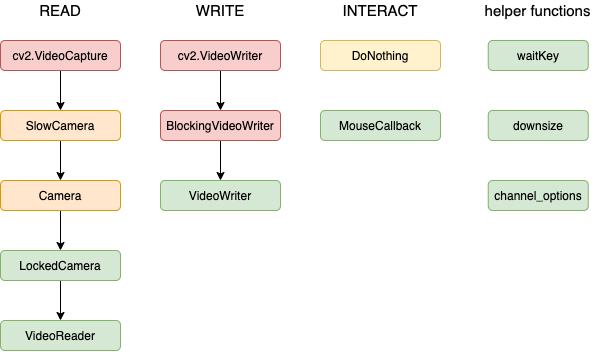 READ
WRITE
INTERACT
helper functions
cv2.VideoCapture
cv2.VideoWriter
DoNothing
waitKey
SlowCamera
BlockingVideoWriter
MouseCallback
downsize
Camera
VideoWriter
channel_options
LockedCamera
VideoReader